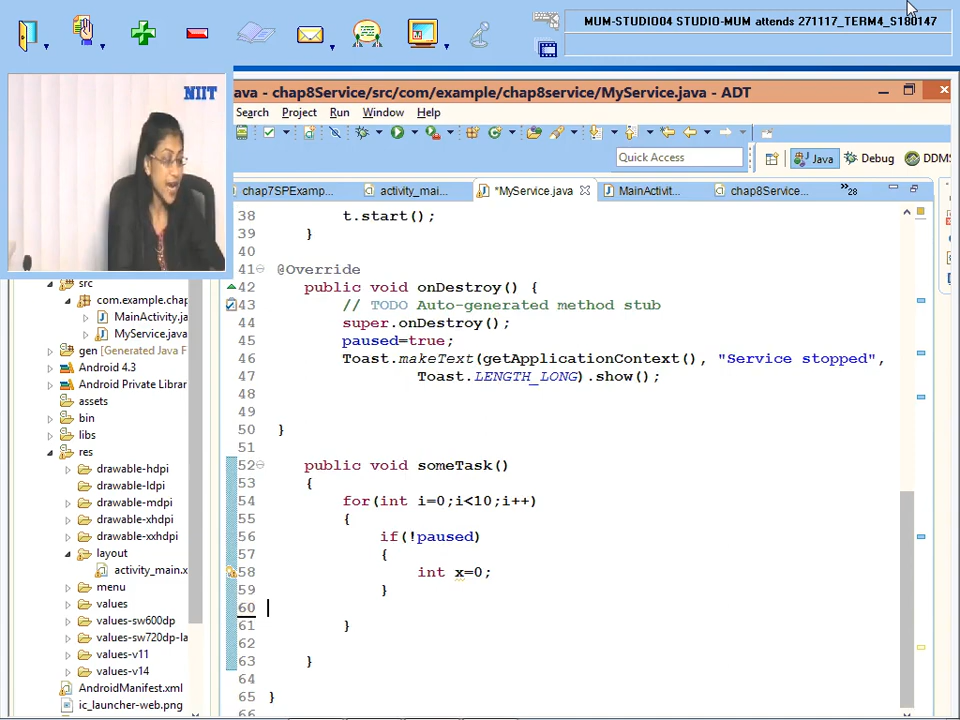 MUM-STUDIO04 STUDIO-MUM attends 271117_TERM4_S180147
NIIT
ava - chap8Service/src/com/example/chap8service/MyService.java - ADT
Search Project Run Window Help
Quick Access
Java
Debug
DDMS
chap7SPExamp...
activity_mai...
*MyService.java
MainActivit...
chap8Service...
»28
38 t.start();
39 }
40
41 @Override
42 public void onDestroy() {
43 // TODO Auto-generated method stub
44 super.onDestroy();
45 paused=true;
46 Toast.makeText(getApplicationContext(), "Service stopped",
47 Toast.LENGTH_LONG).show();
48
49
50 }
51
52 public void someTask()
53 {
54 for(int i=0;i<10;i++)
55 {
56 if(!paused)
57 {
58 int x=0;
59 }
60
61 }
62
63 }
64
65 }
66
src
com.example.chap
MainActivity.ja
MyService.java
gen [Generated Java F
Android 4.3
Android Private Librar
assets
bin
libs
res
drawable-hdpi
drawable-ldpi
drawable-mdpi
drawable-xhdpi
drawable-xxhdpi
layout
activity_main.x
menu
values
values-sw600dp
values-sw720dp-la
values-v11
values-v14
AndroidManifest.xml
ic_launcher-web.png